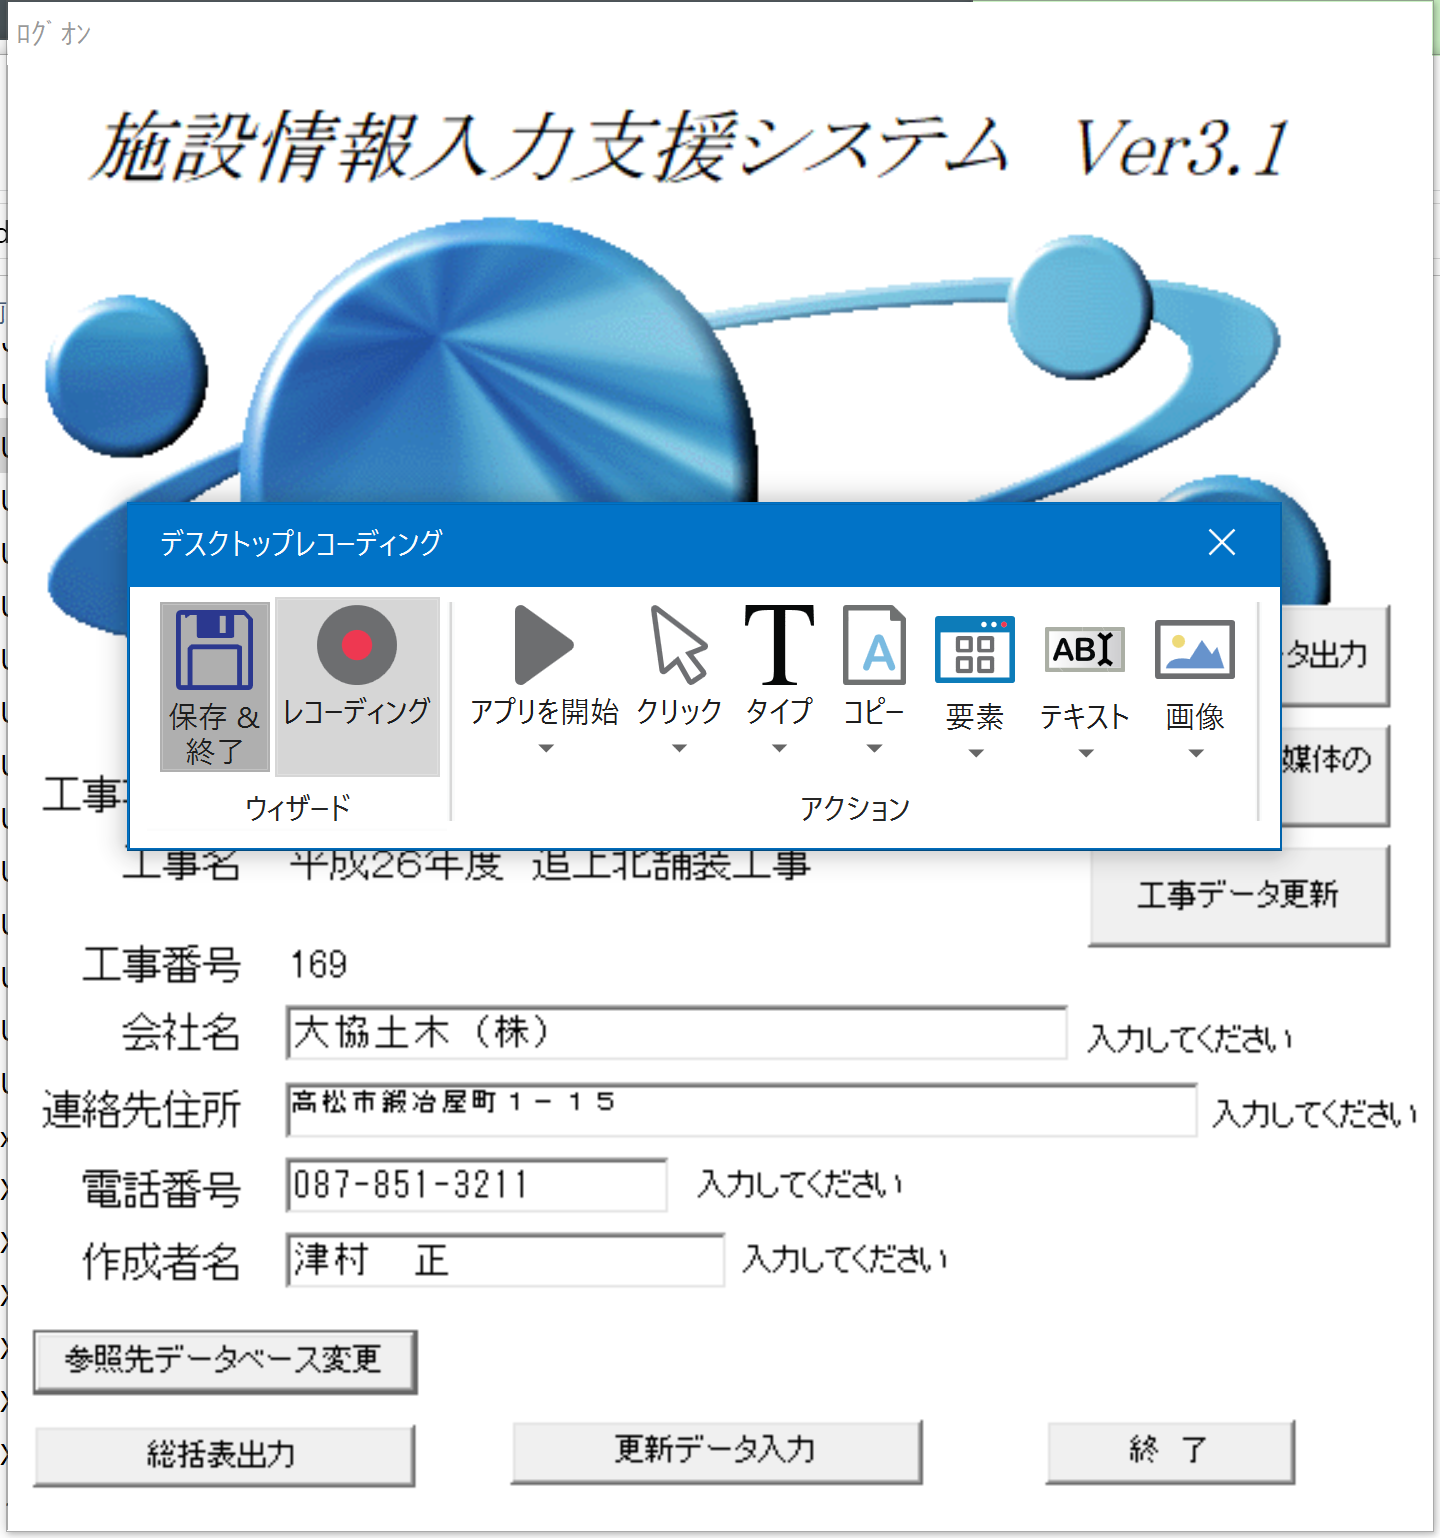 ログオン
施設情報入力支援システム Ver3.1
デスクトップレコーディング
保存 &
終了
レコーディング
アプリを開始
クリック
タイプ
コピー
要素
テキスト
画像
ウィザード
アクション
タ出力
媒体の
工事
工事名 平成26年度 追上北舗装工事
工事データ更新
工事番号 169
会社名 大協土木（株） 入力してください
連絡先住所 高松市鍛冶屋町１－１５ 入力してください
電話番号 087-851-3211 入力してください
作成者名 津村 正 入力してください
参照先データベース変更
総括表出力
更新データ入力
終 了